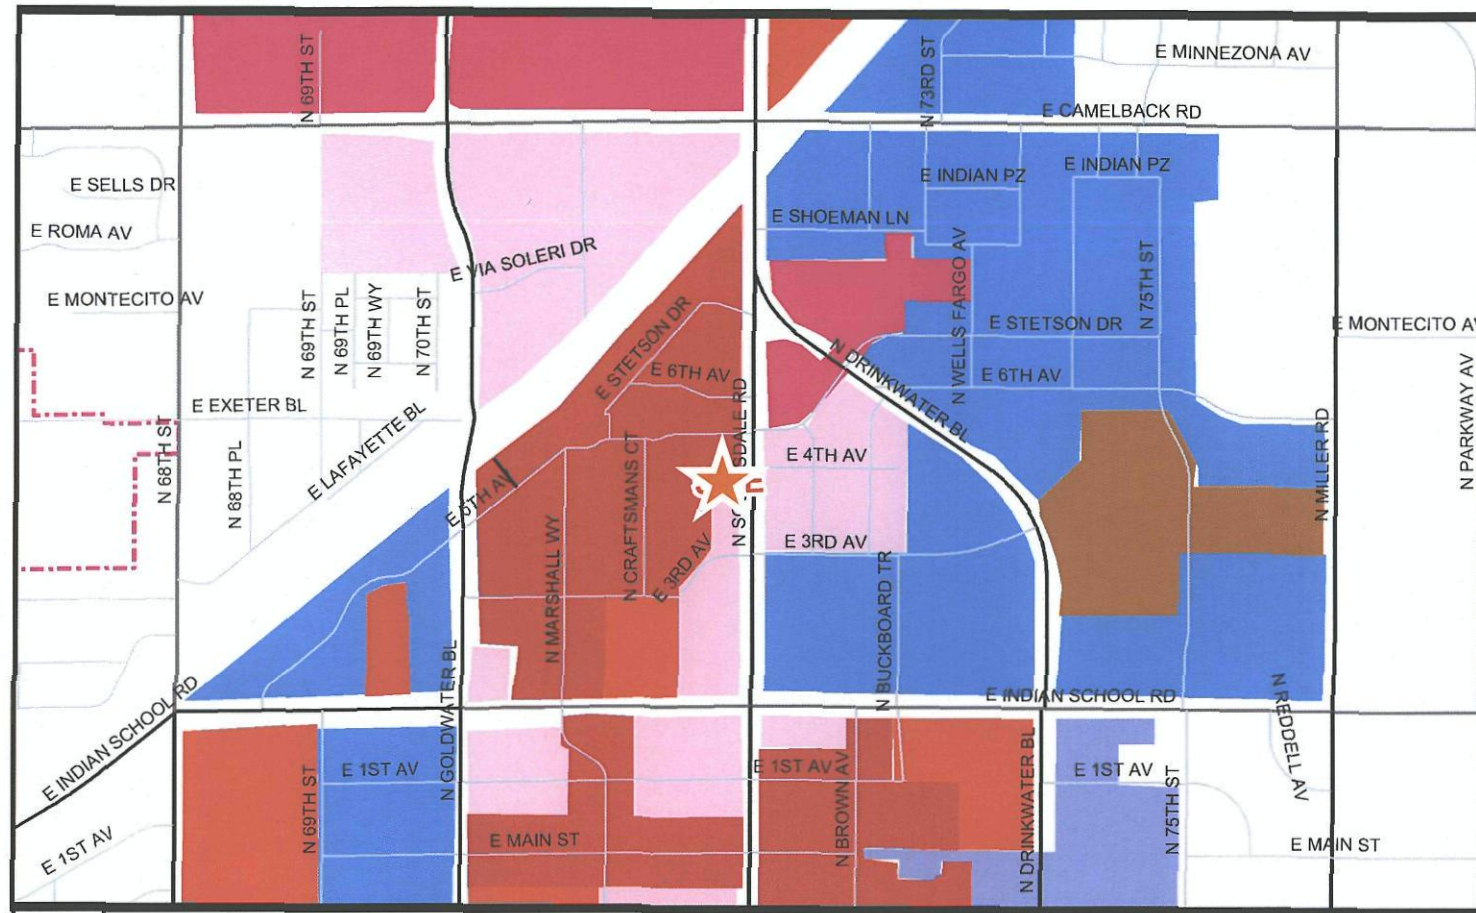 N 69TH ST
N 73RD ST
E MINNEZONA AV
E CAMELBACK RD
E SELLS DR
E INDIAN PZ
E INDIAN PZ
E ROMA AV
E SHOEMAN LN
E VIA SOLERI DR
E MONTECITO AV
N 69TH ST
N 69TH PL
N 69TH WY
N 70TH ST
E STETSON DR
N WELLS FARGO AV
E STETSON DR
N 75TH ST
E MONTECITO AV
E 6TH AV
N DRINKWATER BL
E 6TH AV
E EXETER BL
E LAFAYETTE BL
N 68TH ST
N 68TH PL
E 5TH AV
N CRAFTSMANS CT
E 4TH AV
N MILLER RD
N PARKWAY AV
N MARSHALL WY
E 3RD AV
E 3RD AV
N BUCKBOARD TR
E INDIAN SCHOOL RD
N REDDELL AV
E INDIAN SCHOOL RD
N GOLDWATER BL
N 69TH ST
E 1ST AV
E 1ST AV
N BROWN AV
N DRINKWATER BL
E 1ST AV
N 75TH ST
E 1ST AV
E MAIN ST
E MAIN ST